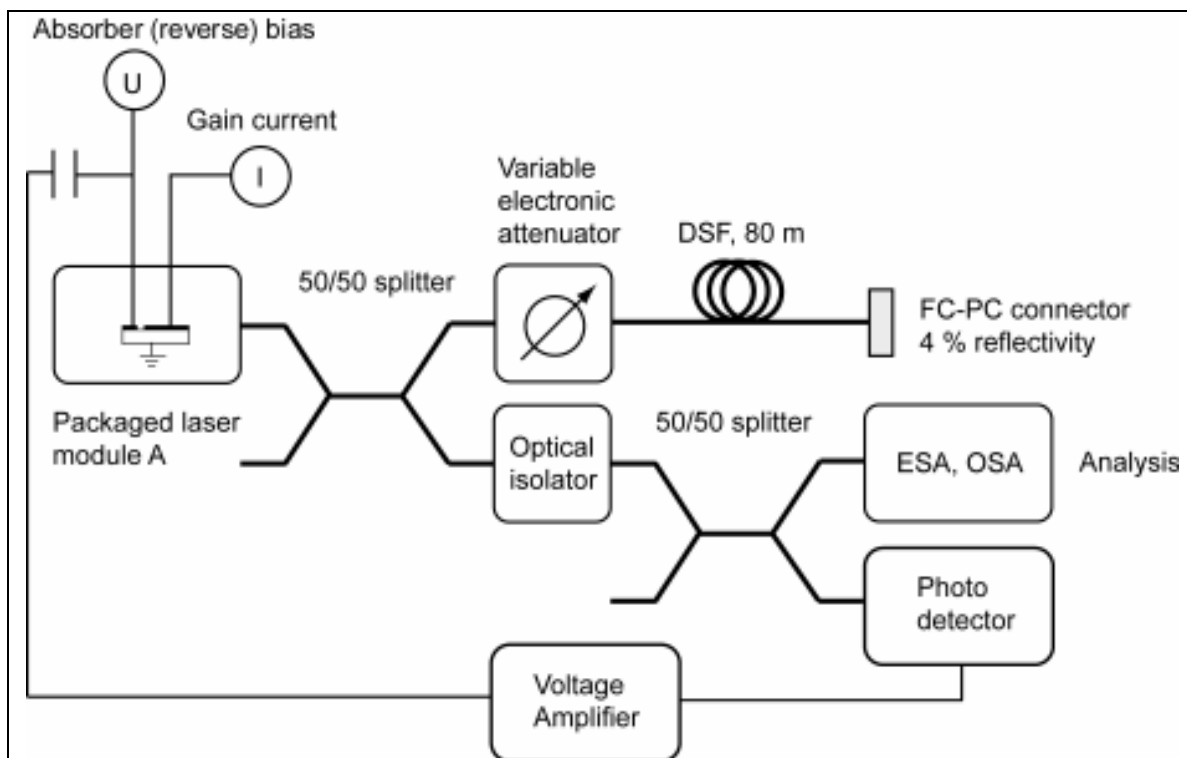 Absorber (reverse) bias
U
Gain current
I
Variable
electronic
attenuator
DSF, 80 m
50/50 splitter
FC-PC connector
4 % reflectivity
Packaged laser
module A
Optical
isolator
50/50 splitter
ESA, OSA
Analysis
Photo
detector
Voltage
Amplifier